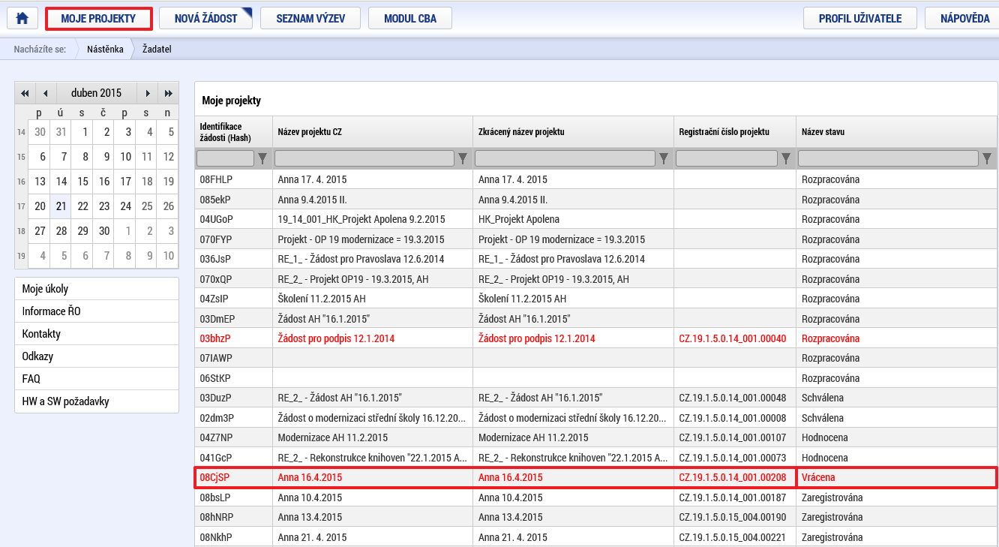 MOJE PROJEKTY NOVÁ ŽÁDOST SEZNAM VÝZEV MODUL CBA PROFIL UŽIVATELE NÁPOVĚDA
Nacházíte se: Nástěnka Žadatel
duben 2015
p ú s č p s n
14 30 31 1 2 3 4 5
15 6 7 8 9 10 11 12
16 13 14 15 16 17 18 19
17 20 21 22 23 24 25 26
18 27 28 29 30 1 2 3
19 4 5 6 7 8 9 10
Moje úkoly
Informace ŘO
Kontakty
Odkazy
FAQ
HW a SW požadavky
Moje projekty
Identifikace žádosti (Hash) Název projektu CZ Zkrácený název projektu Registrační číslo projektu Název stavu
08FHLP Anna 17. 4. 2015 Anna 17. 4. 2015 Rozpracována
085ekP Anna 9.4.2015 II. Anna 9.4.2015 II. Rozpracována
04UGoP 19_14_001_HK_Projekt Apolena 9.2.2015 HK_Projekt Apolena Rozpracována
070FYP Projekt - OP 19 modernizace = 19.3.2015 Projekt - OP 19 modernizace = 19.3.2015 Rozpracována
036JsP RE_1_ - Žádost pro Pravoslava 12.6.2014 RE_1_ - Žádost pro Pravoslava 12.6.2014 Rozpracována
070xQP RE_2_ - Projekt OP19 - 19.3.2015, AH RE_2_ - Projekt OP19 - 19.3.2015, AH Rozpracována
04ZsIP Školení 11.2.2015 AH Školení 11.2.2015 AH Rozpracována
03DmEP Žádost AH "16.1.2015" Žádost AH "16.1.2015" Rozpracována
03bhzP Žádost pro podpis 12.1.2014 Žádost pro podpis 12.1.2014 CZ.19.1.5.0.14_001.00040 Rozpracována
07IAWP Rozpracována
06StKP Rozpracována
03DuzP RE_2_ - Žádost AH "16.1.2015" RE_2_ - Žádost AH "16.1.2015" CZ.19.1.5.0.14_001.00048 Schválena
02dm3P Žádost o modernizaci střední školy 16.12.20... Žádost o modernizaci střední školy 16.12.20... CZ.19.1.5.0.14_001.00008 Schválena
04Z7NP Modernizace AH 11.2.2015 Modernizace AH 11.2.2015 CZ.19.1.5.0.14_001.00107 Hodnocena
041GcP RE_2_ - Rekonstrukce knihoven "22.1.2015 A... RE_2_ - Rekonstrukce knihoven "22.1.2015 A... CZ.19.1.5.0.14_001.00073 Hodnocena
08CjSP Anna 16.4.2015 Anna 16.4.2015 CZ.19.1.5.0.14_001.00208 Vrácena
08bsLP Anna 10.4.2015 Anna 10.4.2015 CZ.19.1.5.0.14_001.00187 Zaregistrována
08hNRP Anna 13.4.2015 Anna 13.4.2015 CZ.19.1.5.0.15_004.00190 Zaregistrována
08NkhP Anna 21. 4. 2015 Anna 21. 4. 2015 CZ.19.1.5.0.15_004.00221 Zaregistrována